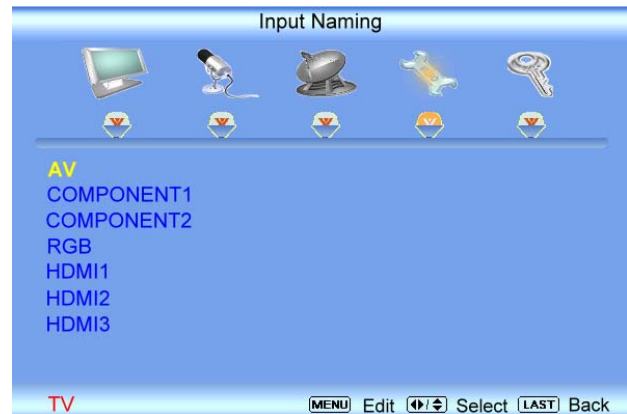 Input Naming
AV
COMPONENT1
COMPONENT2
RGB
HDMI1
HDMI2
HDMI3
TV MENU Edit Select LAST Back